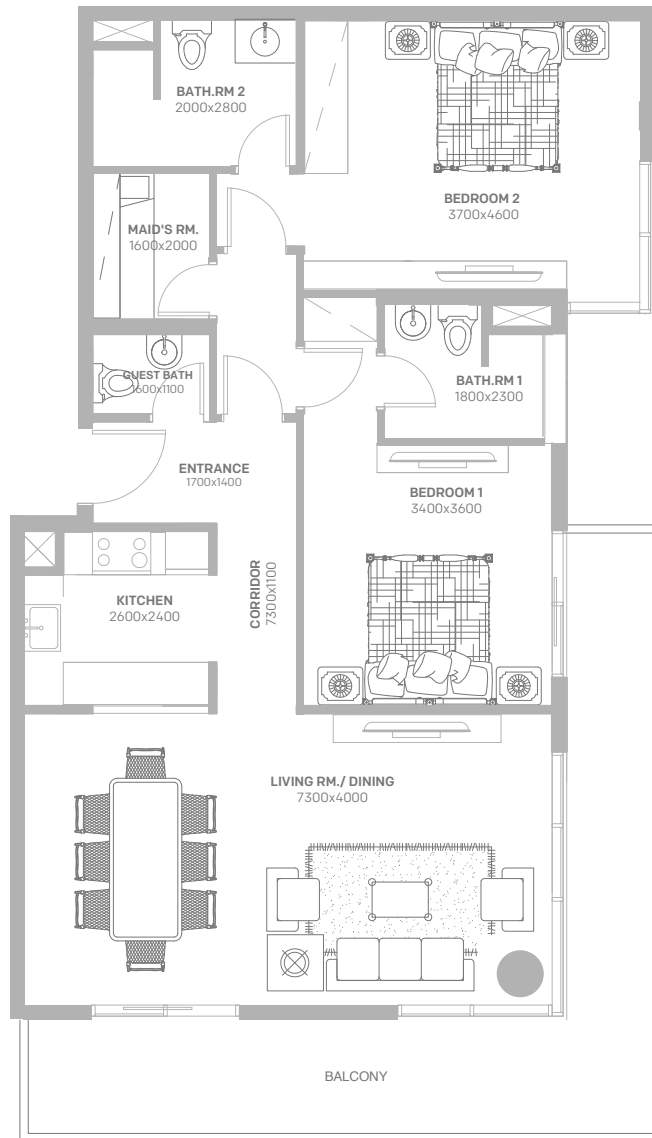 BATH.RM 2
2000x2800
BEDROOM 2
3700x4600
MAID'S RM.
1600x2000
GUEST BATH
1600x1100
BATH.RM 1
1800x2300
ENTRANCE
1700x1400
BEDROOM 1
3400x3600
CORRIDOR
7300x1100
KITCHEN
2600x2400
LIVING RM./ DINING
7300x4000
BALCONY